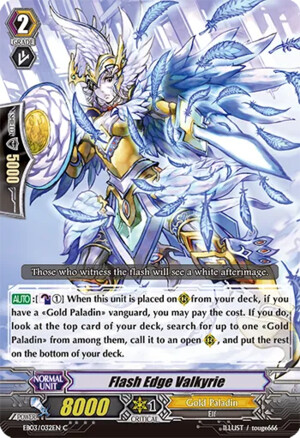 2
GRADE
5000
Those who witness the flash will see a white afterimage.
AUTO :[ 1 ] When this unit is placed on from your deck, if you
have a «Gold Paladin» vanguard, you may pay the cost. If you do,
look at the top card of your deck, search for up to one «Gold
Paladin» from among them, call it to an open , and put the rest
on the bottom of your deck.
NORMAL
UNIT
Flash Edge Valkyrie
8000
1
CRITICAL
Gold Paladin
Elf
EB03/032EN C
ILLUST / touge666